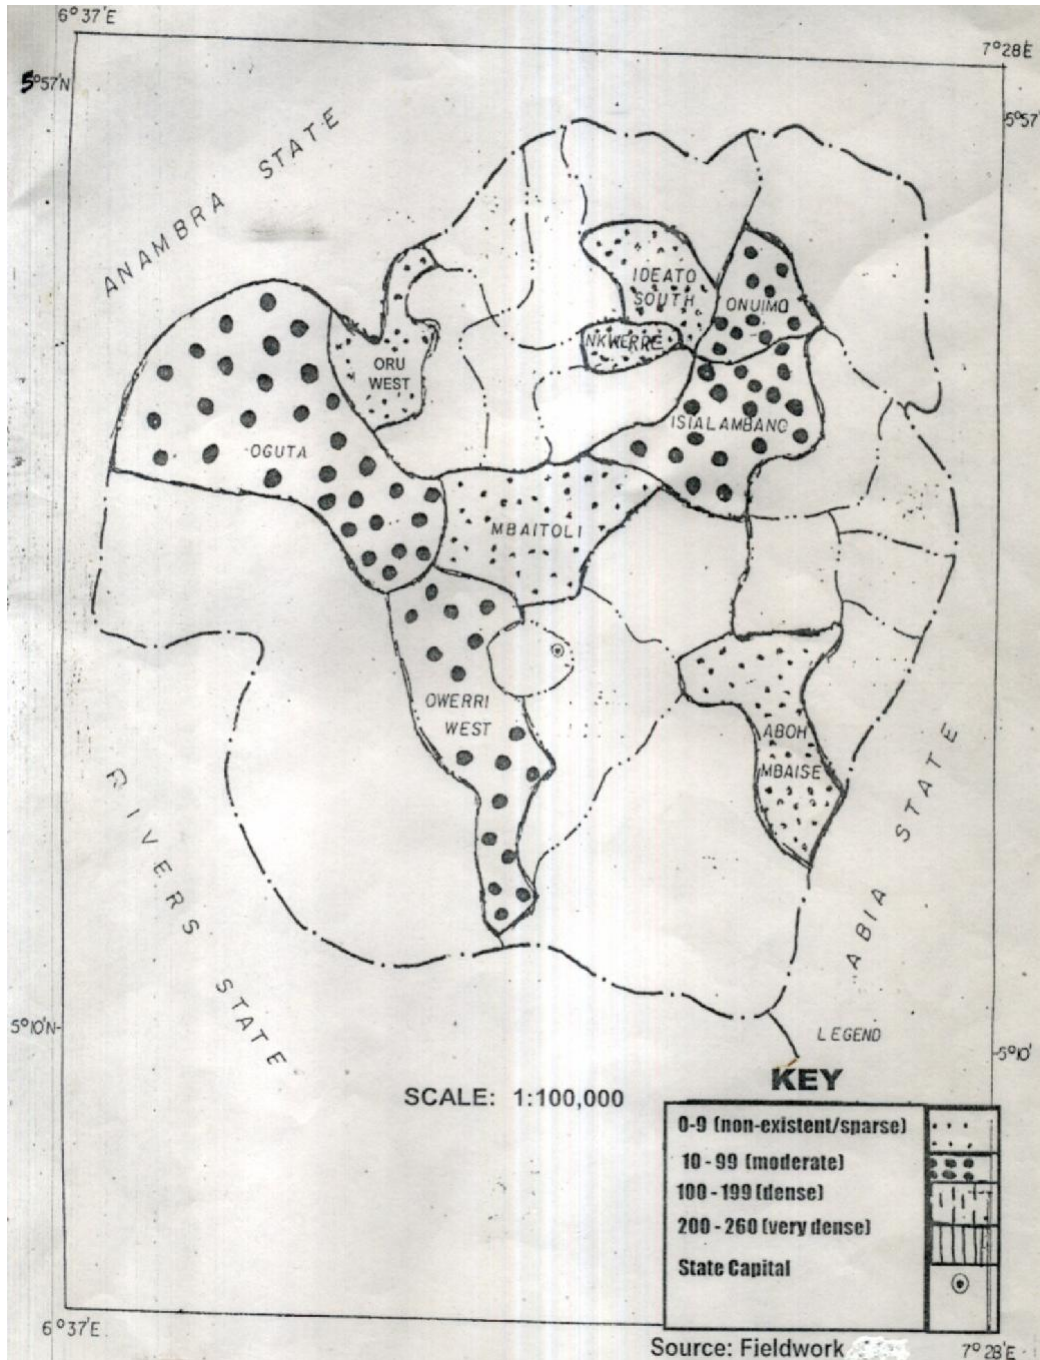 6°37'E
7°28E
5°57'N
5°57'
ANAMBRA STATE
IDEATO
SOUTH
ONUIMO
NKWERRE
ORU
WEST
ISIALAMBANO
OGUTA
MBAITOLI
OWERRI
WEST
ABOH
MBAISE
RIVERS STATE
ABIA STATE
5°10'N
5°10'
LEGEND
KEY
SCALE: 1:100,000
0-9 (non-existent/sparse)
10 - 99 (moderate)
100 - 199 (dense)
200 - 260 (very dense)
State Capital
6°37'E
Source: Fieldwork
7°28'E